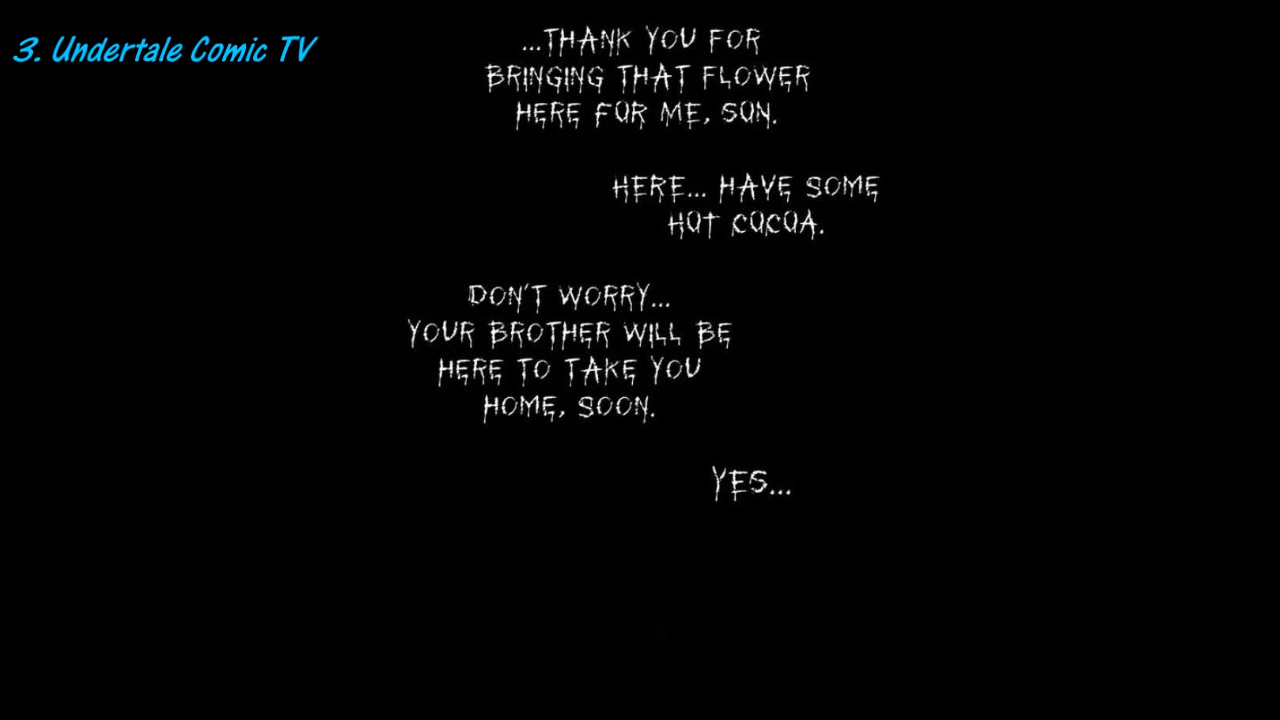 3. Undertale Comic TV
...THANK YOU FOR
BRINGING THAT FLOWER
HERE FOR ME, SON.
HERE... HAVE SOME
HOT COCOA.
DON'T WORRY...
YOUR BROTHER WILL BE
HERE TO TAKE YOU
HOME, SOON.
YES...